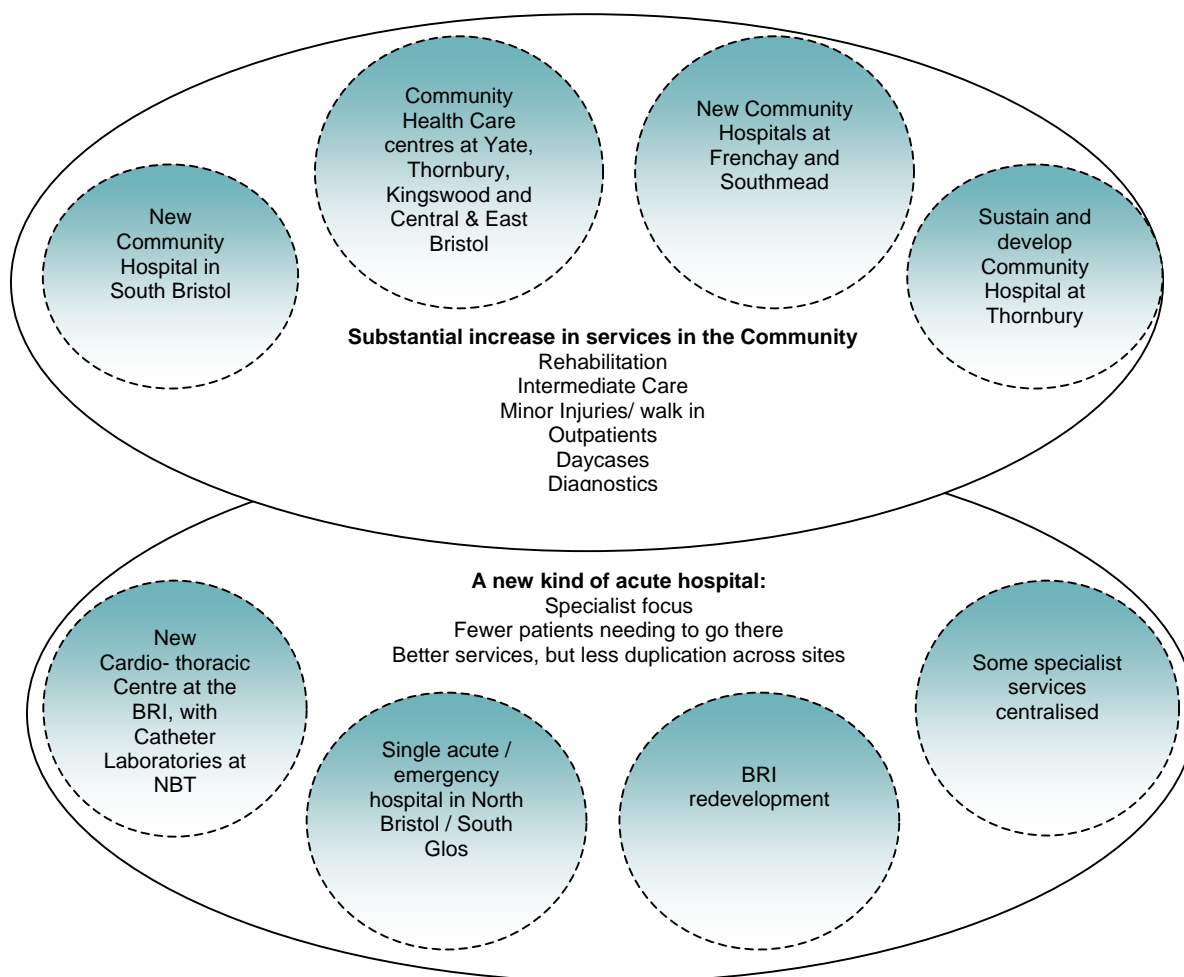 New
Community
Hospital in
South Bristol
Community
Health Care
centres at Yate,
Thornbury,
Kingswood and
Central & East
Bristol
New Community
Hospitals at
Frenchay and
Southmead
Sustain and
develop
Community
Hospital at
Thornbury
Substantial increase in services in the Community
Rehabilitation
Intermediate Care
Minor Injuries/ walk in
Outpatients
Daycases
Diagnostics
A new kind of acute hospital:
Specialist focus
Fewer patients needing to go there
Better services, but less duplication across sites
New
Cardio- thoracic
Centre at the
BRI, with
Catheter
Laboratories at
NBT
Single acute /
emergency
hospital in North
Bristol / South
Glos
BRI
redevelopment
Some specialist
services
centralised